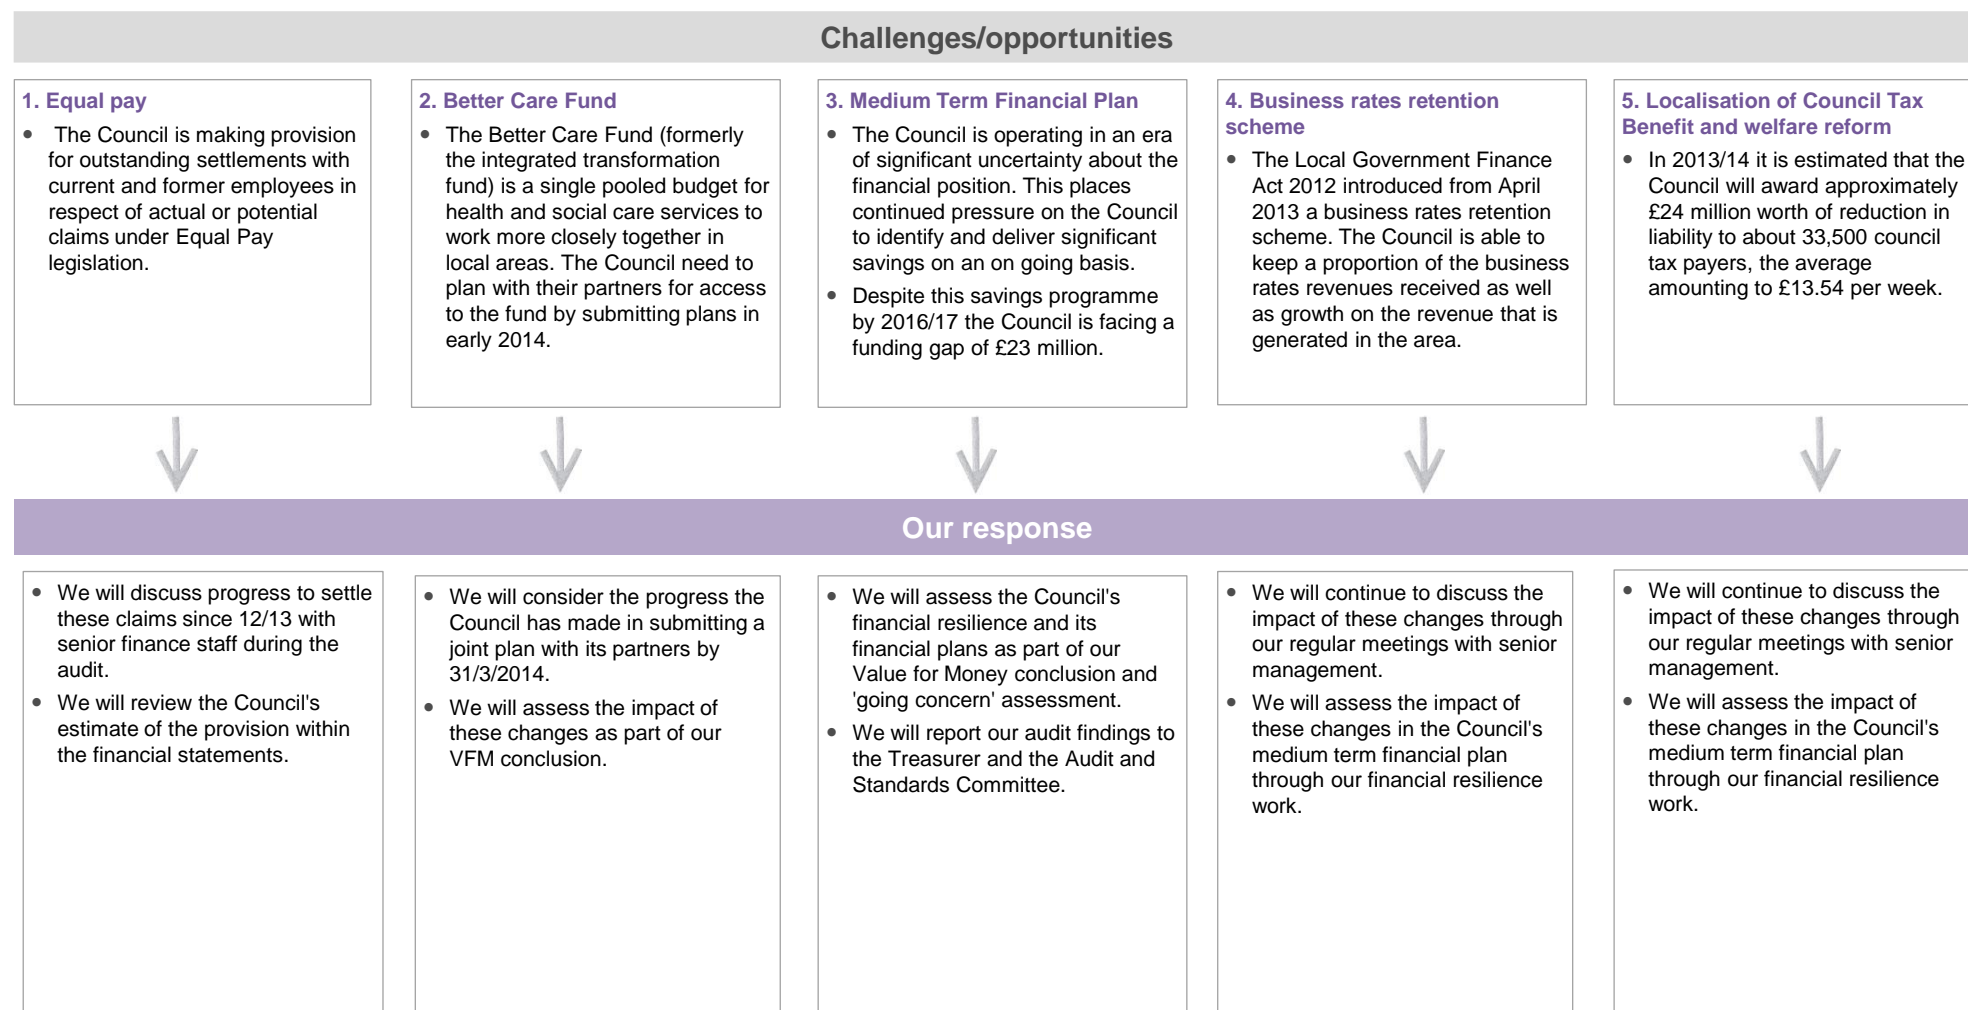 Challenges/opportunities
1. Equal pay
• The Council is making provision
for outstanding settlements with
current and former employees in
respect of actual or potential
claims under Equal Pay
legislation.
2. Better Care Fund
• The Better Care Fund (formerly
the integrated transformation
fund) is a single pooled budget for
health and social care services to
work more closely together in
local areas. The Council need to
plan with their partners for access
to the fund by submitting plans in
early 2014.
3. Medium Term Financial Plan
• The Council is operating in an era
of significant uncertainty about the
financial position. This places
continued pressure on the Council
to identify and deliver significant
savings on an on going basis.
• Despite this savings programme
by 2016/17 the Council is facing a
funding gap of £23 million.
4. Business rates retention
scheme
• The Local Government Finance
Act 2012 introduced from April
2013 a business rates retention
scheme. The Council is able to
keep a proportion of the business
rates revenues received as well
as growth on the revenue that is
generated in the area.
5. Localisation of Council Tax
Benefit and welfare reform
• In 2013/14 it is estimated that the
Council will award approximately
£24 million worth of reduction in
liability to about 33,500 council
tax payers, the average
amounting to £13.54 per week.
Our response
• We will discuss progress to settle
these claims since 12/13 with
senior finance staff during the
audit.
• We will review the Council's
estimate of the provision within
the financial statements.
• We will consider the progress the
Council has made in submitting a
joint plan with its partners by
31/3/2014.
• We will assess the impact of
these changes as part of our
VFM conclusion.
• We will assess the Council's
financial resilience and its
financial plans as part of our
Value for Money conclusion and
'going concern' assessment.
• We will report our audit findings to
the Treasurer and the Audit and
Standards Committee.
• We will continue to discuss the
impact of these changes through
our regular meetings with senior
management.
• We will assess the impact of
these changes in the Council's
medium term financial plan
through our financial resilience
work.
• We will continue to discuss the
impact of these changes through
our regular meetings with senior
management.
• We will assess the impact of
these changes in the Council's
medium term financial plan
through our financial resilience
work.